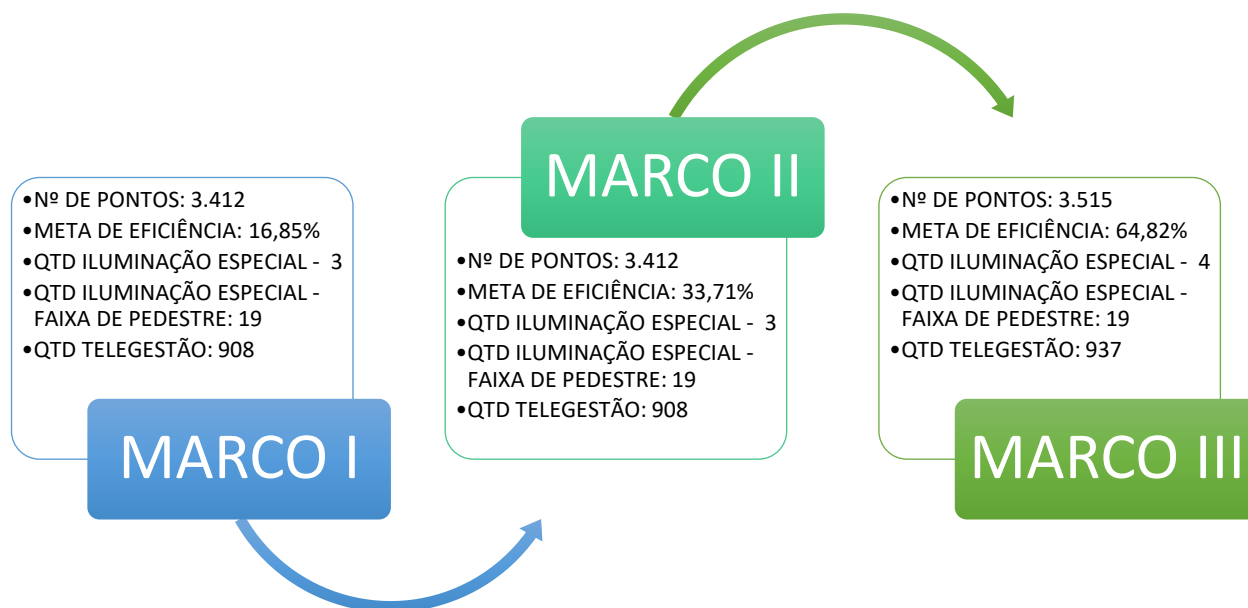 •Nº DE PONTOS: 3.412
•META DE EFICIÊNCIA: 16,85%
•QTD ILUMINAÇÃO ESPECIAL - 3
•QTD ILUMINAÇÃO ESPECIAL -
FAIXA DE PEDESTRE: 19
•QTD TELEGESTÃO: 908
MARCO I
MARCO II
•Nº DE PONTOS: 3.412
•META DE EFICIÊNCIA: 33,71%
•QTD ILUMINAÇÃO ESPECIAL - 3
•QTD ILUMINAÇÃO ESPECIAL -
FAIXA DE PEDESTRE: 19
•QTD TELEGESTÃO: 908
•Nº DE PONTOS: 3.515
•META DE EFICIÊNCIA: 64,82%
•QTD ILUMINAÇÃO ESPECIAL - 4
•QTD ILUMINAÇÃO ESPECIAL -
FAIXA DE PEDESTRE: 19
•QTD TELEGESTÃO: 937
MARCO III